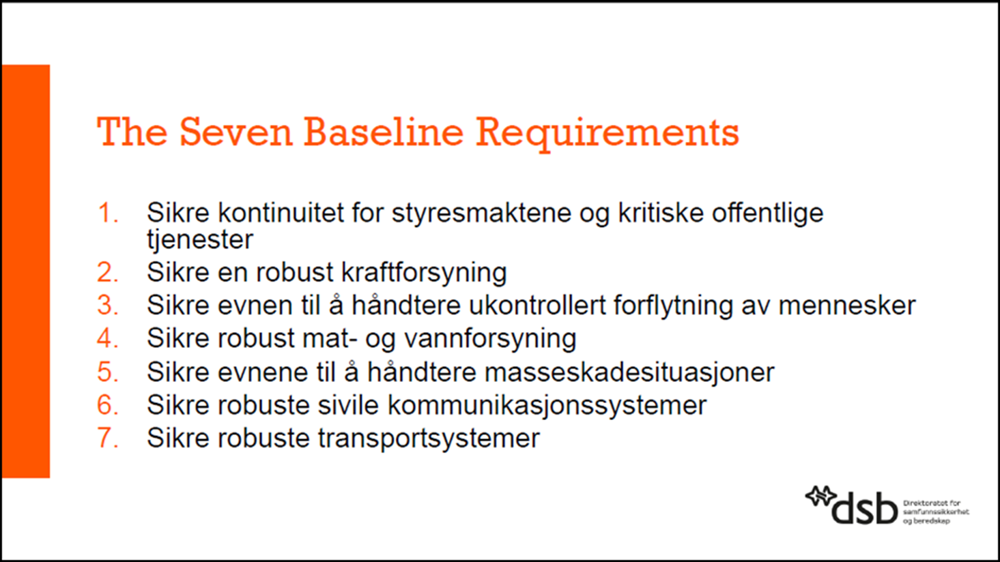 The Seven Baseline Requirements
1. Sikre kontinuitet for styresmaktene og kritiske offentlige
tjenester
2. Sikre en robust kraftforsyning
3. Sikre evnen til å håndtere ukontrollert forflytning av mennesker
4. Sikre robust mat- og vannforsyning
5. Sikre evnene til å håndtere masseskadesituasjoner
6. Sikre robuste sivile kommunikasjonssystemer
7. Sikre robuste transportsystemer
dsb
Direktoratet for
samfunnssikkerhet
og beredskap